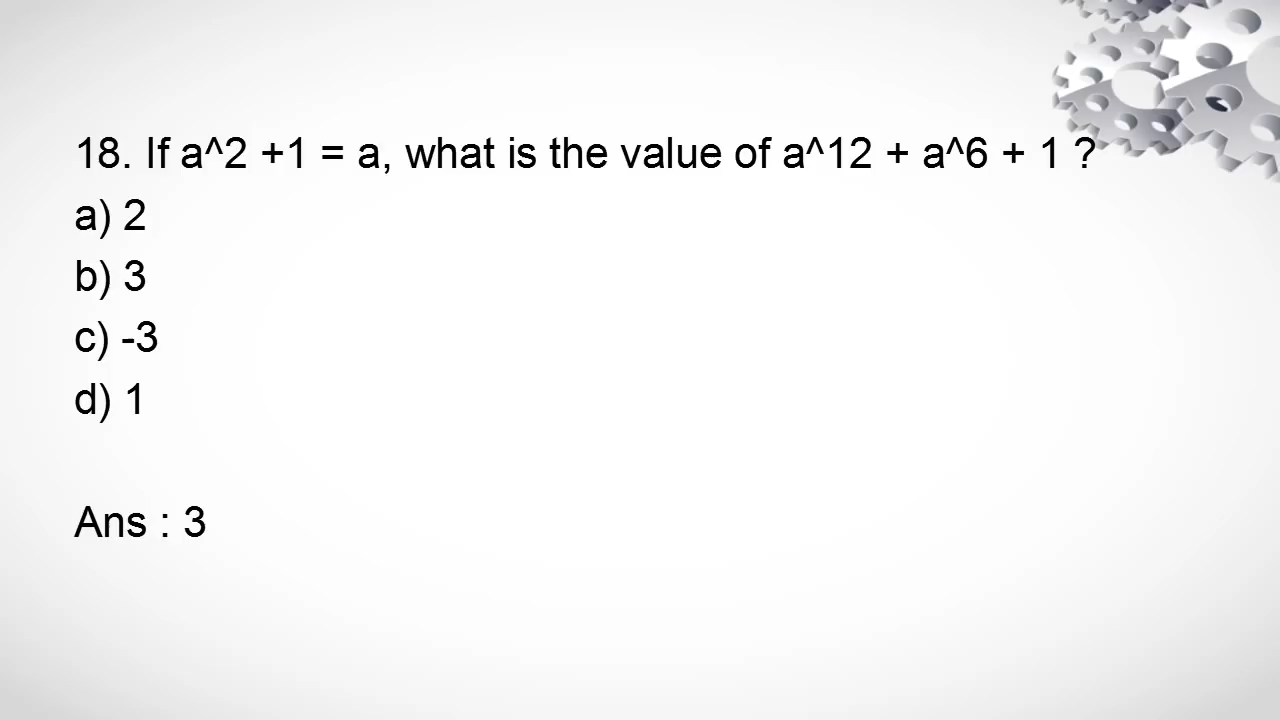 18. If a^2 +1 = a, what is the value of a^12 + a^6 + 1 ?
a) 2
b) 3
c) -3
d) 1
Ans : 3